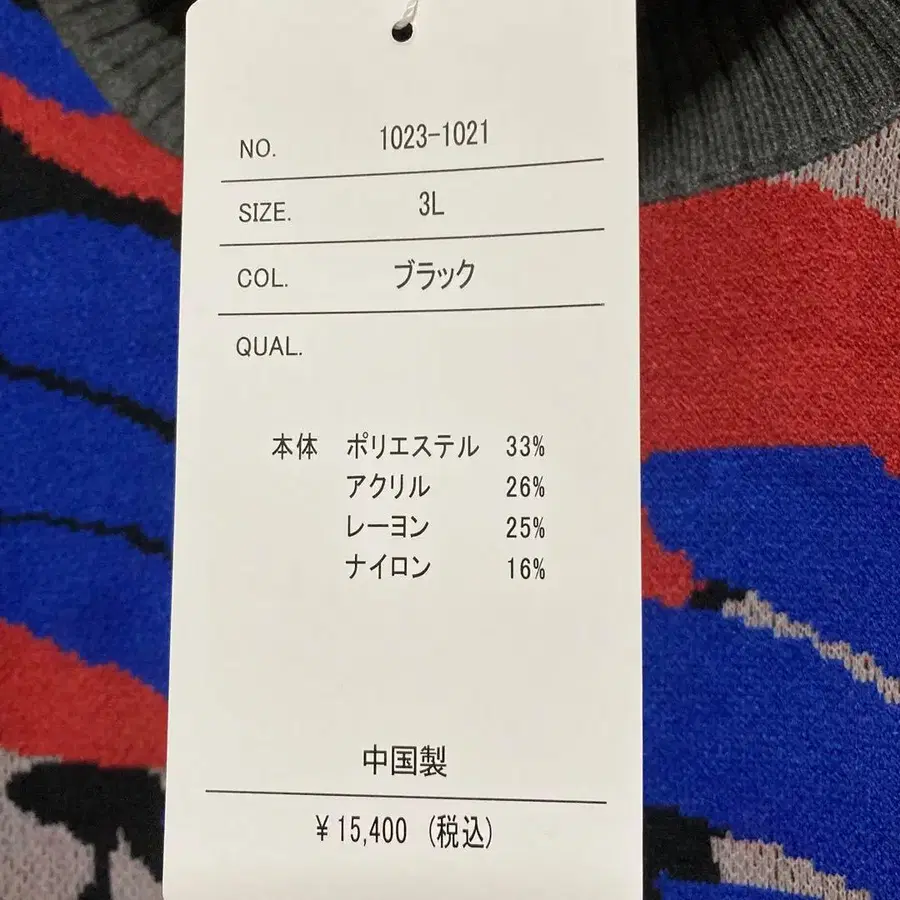 NO. 1023-1021
SIZE. 3L
COL. ブラック
QUAL.
本体 ポリエステル 33%
アクリル 26%
レーヨン 25%
ナイロン 16%
中国製
¥15,400 (税込)